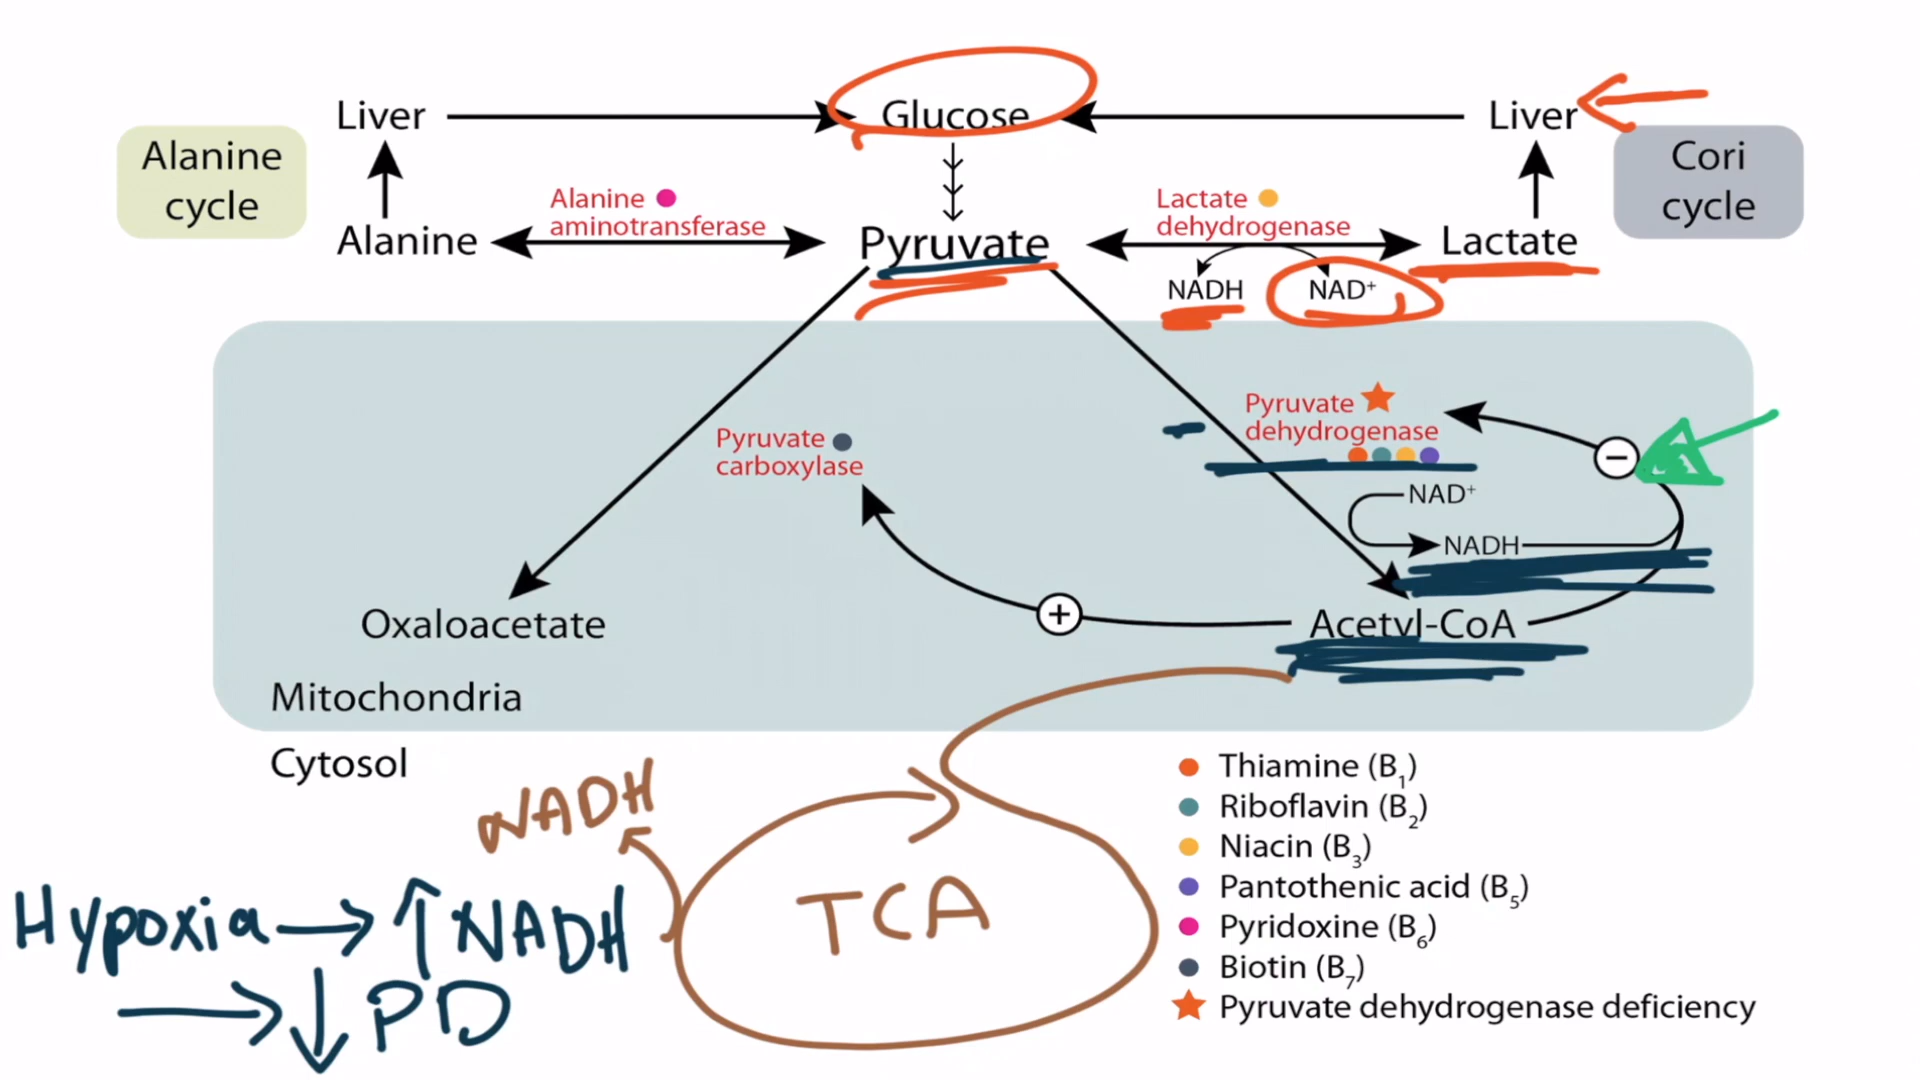 Liver
Glucose
Liver
Alanine
cycle
Cori
cycle
Alanine
aminotransferase
Lactate
dehydrogenase
Alanine
Pyruvate
Lactate
NADH
NAD⁺
Pyruvate
dehydrogenase
Pyruvate
carboxylase
NAD⁺
NADH
+
−
Oxaloacetate
Acetyl-CoA
Mitochondria
Cytosol
NADH
TCA
Hypoxia → ↑ NADH
→ ↓ PD
Thiamine (B₁)
Riboflavin (B₂)
Niacin (B₃)
Pantothenic acid (B₅)
Pyridoxine (B₆)
Biotin (B₇)
Pyruvate dehydrogenase deficiency